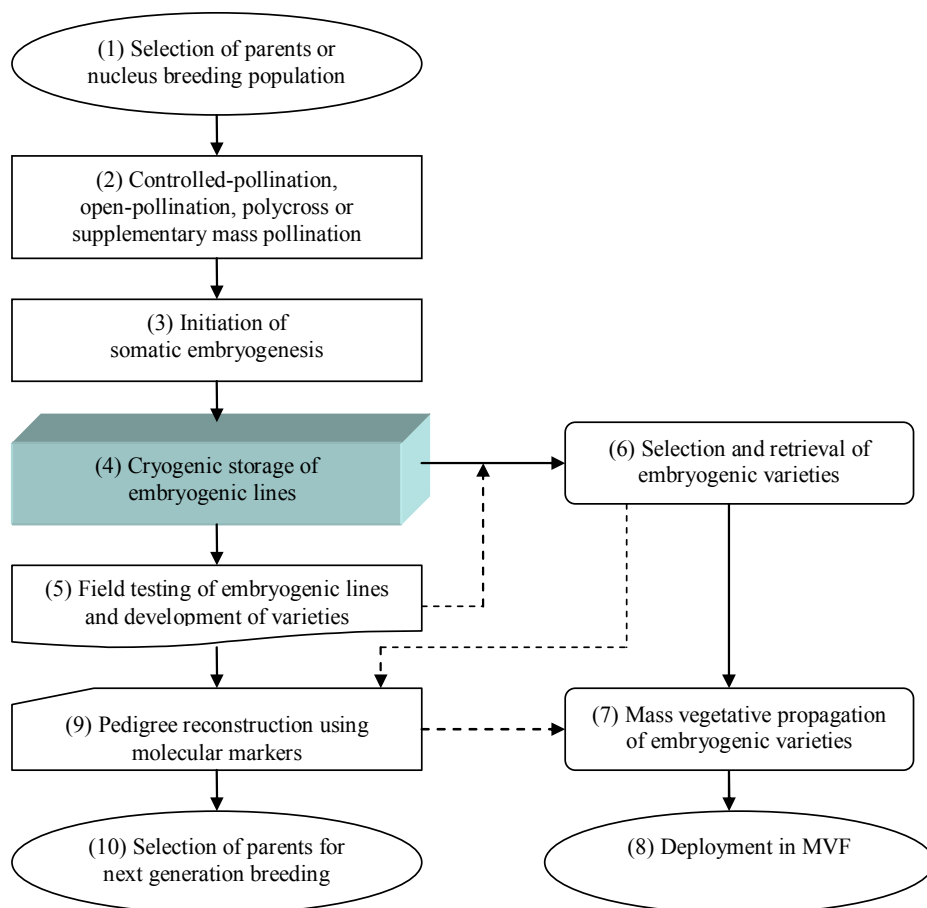 (1) Selection of parents or
nucleus breeding population
(2) Controlled-pollination,
open-pollination, polycross or
supplementary mass pollination
(3) Initiation of
somatic embryogenesis
(4) Cryogenic storage of
embryogenic lines
(6) Selection and retrieval of
embryogenic varieties
(5) Field testing of embryogenic lines
and development of varieties
(9) Pedigree reconstruction using
molecular markers
(7) Mass vegetative propagation
of embryogenic varieties
(10) Selection of parents for
next generation breeding
(8) Deployment in MVF